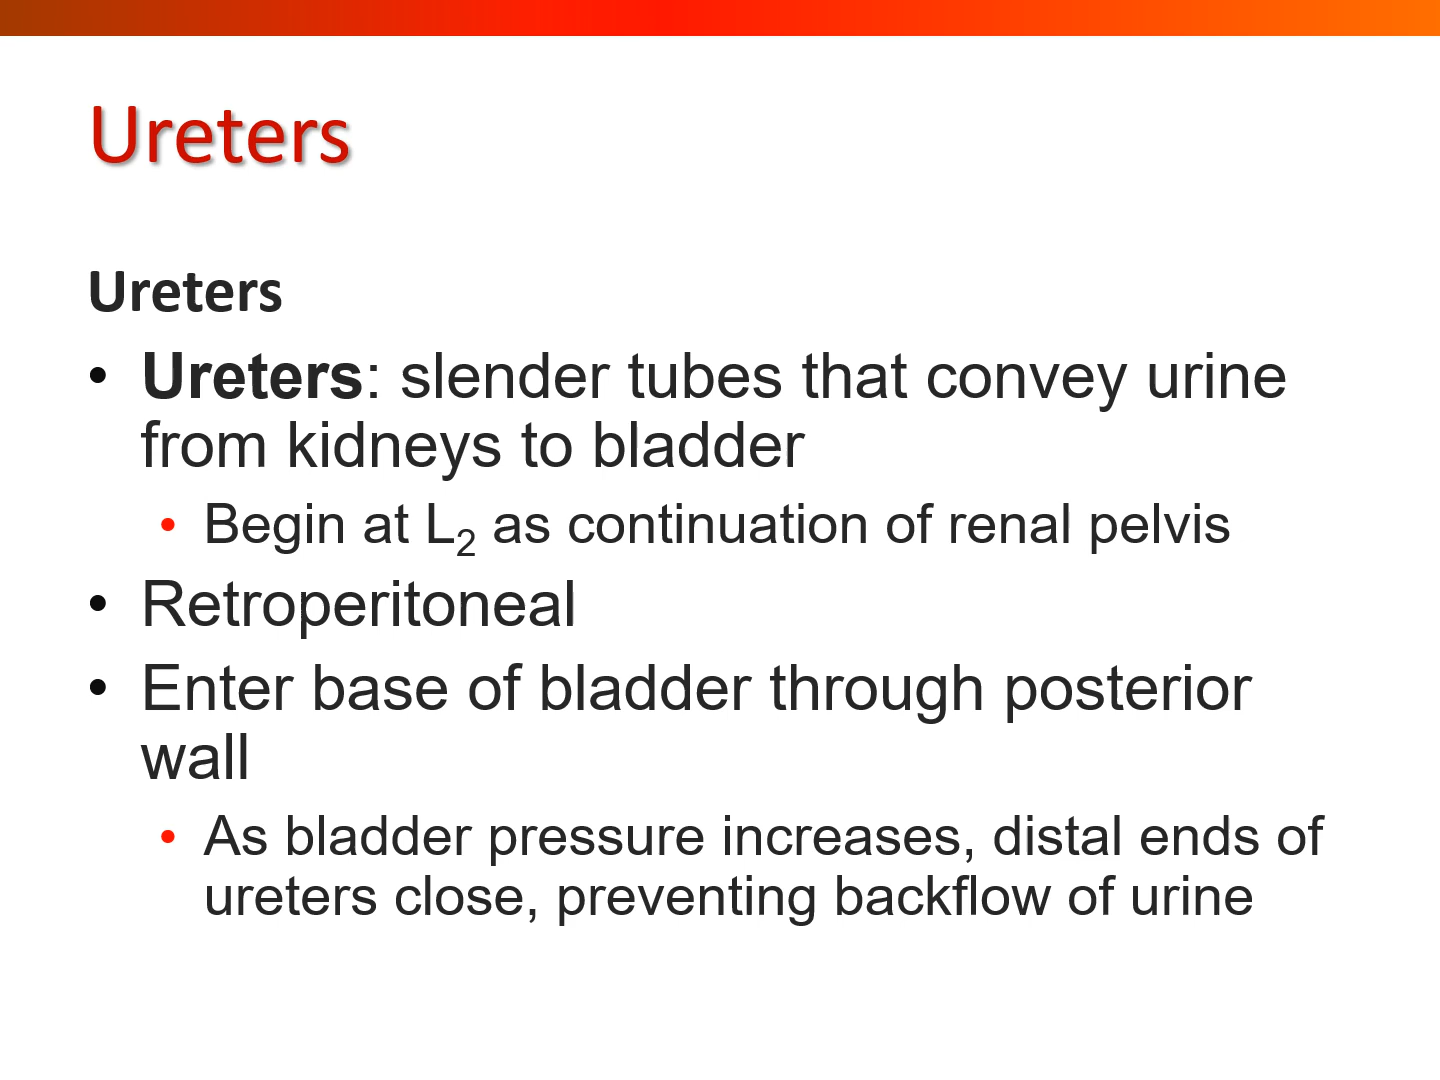 Ureters
Ureters
• Ureters: slender tubes that convey urine
from kidneys to bladder
• Begin at L2 as continuation of renal pelvis
• Retroperitoneal
• Enter base of bladder through posterior
wall
• As bladder pressure increases, distal ends of
ureters close, preventing backflow of urine